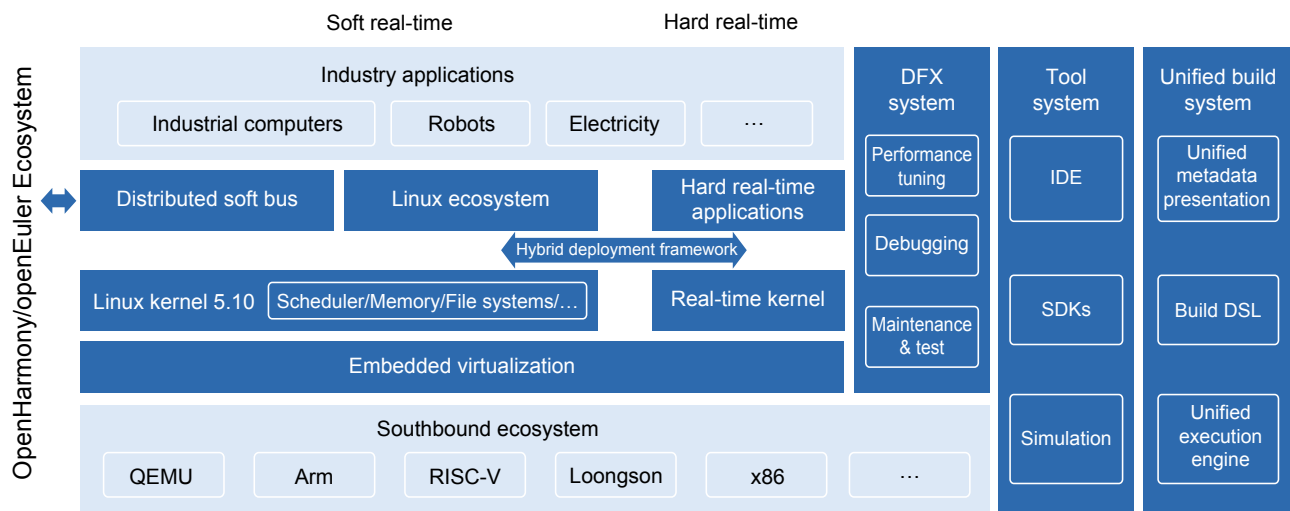 Soft real-time
Hard real-time
OpenHarmony/openEuler Ecosystem
Industry applications
Industrial computers
Robots
Electricity
…
Distributed soft bus
Linux ecosystem
Hard real-time
applications
Hybrid deployment framework
Linux kernel 5.10
Scheduler/Memory/File systems/…
Real-time kernel
Embedded virtualization
Southbound ecosystem
QEMU
Arm
RISC-V
Loongson
x86
…
DFX
system
Performance
tuning
Debugging
Maintenance
& test
Tool
system
IDE
SDKs
Simulation
Unified build
system
Unified
metadata
presentation
Build DSL
Unified
execution
engine